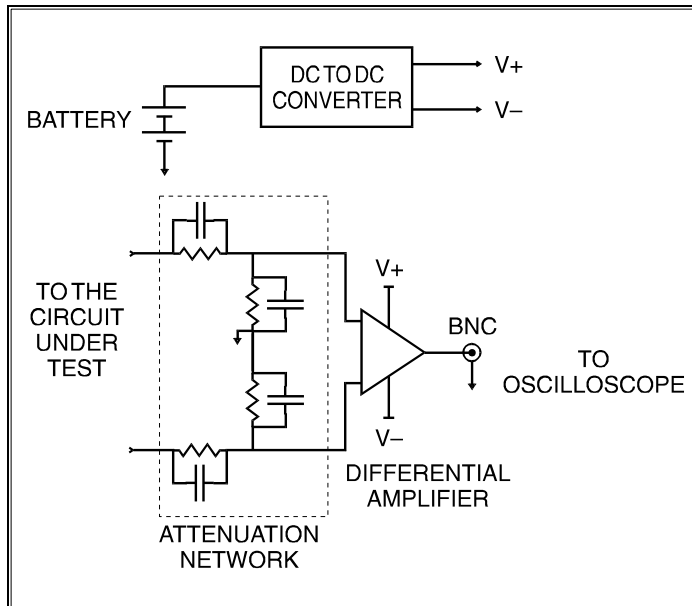 DC TO DC
CONVERTER
V+
V–
BATTERY
TO THE
CIRCUIT
UNDER
TEST
V+
BNC
TO
OSCILLOSCOPE
V–
DIFFERENTIAL
AMPLIFIER
ATTENUATION
NETWORK